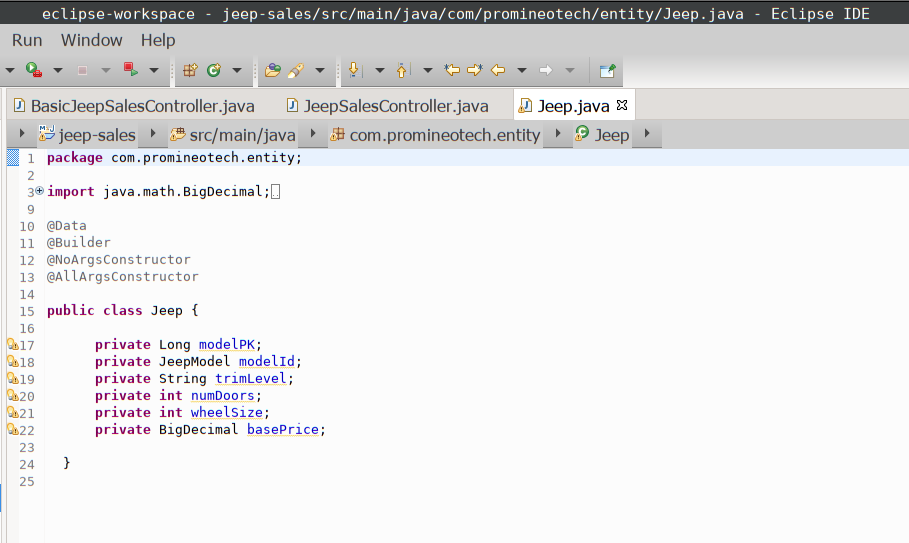 eclipse-workspace - jeep-sales/src/main/java/com/promineotech/entity/Jeep.java - Eclipse IDE
Run Window Help
BasicJeepSalesController.java JeepSalesController.java Jeep.java
jeep-sales src/main/java com.promineotech.entity Jeep
1 package com.promineotech.entity;
2
3 import java.math.BigDecimal;
9
10 @Data
11 @Builder
12 @NoArgsConstructor
13 @AllArgsConstructor
14
15 public class Jeep {
16
17 private Long modelPK;
18 private JeepModel modelId;
19 private String trimLevel;
20 private int numDoors;
21 private int wheelSize;
22 private BigDecimal basePrice;
23
24 }
25